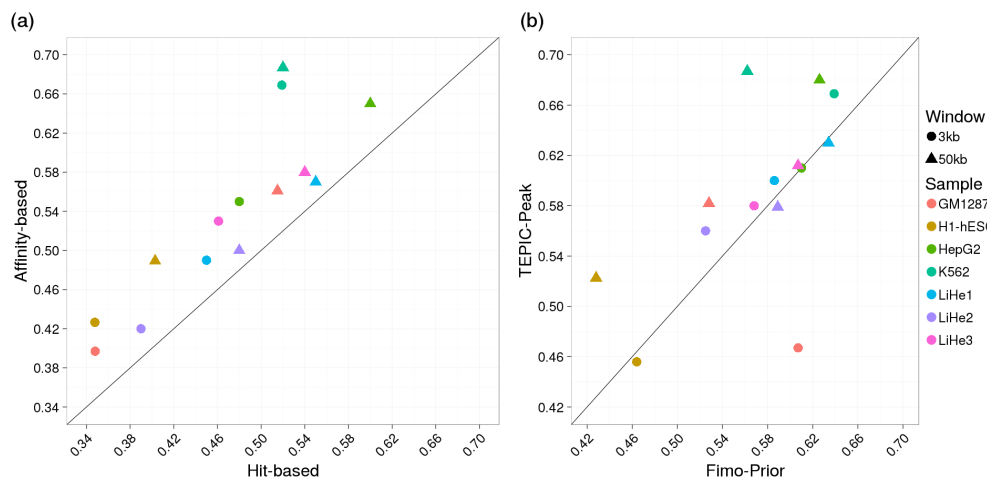 (a)
0.70
0.66
0.62
0.58
0.54
0.50
0.46
0.42
0.38
0.34
Affinity-based
0.34 0.38 0.42 0.46 0.50 0.54 0.58 0.62 0.66 0.70
Hit-based
(b)
0.70
0.66
0.62
0.58
0.54
0.50
0.46
0.42
TEPIC-Peak
0.42 0.46 0.50 0.54 0.58 0.62 0.66 0.70
Fimo-Prior
Window
3kb
50kb
Sample
GM1287
H1-hES
HepG2
K562
LiHe1
LiHe2
LiHe3